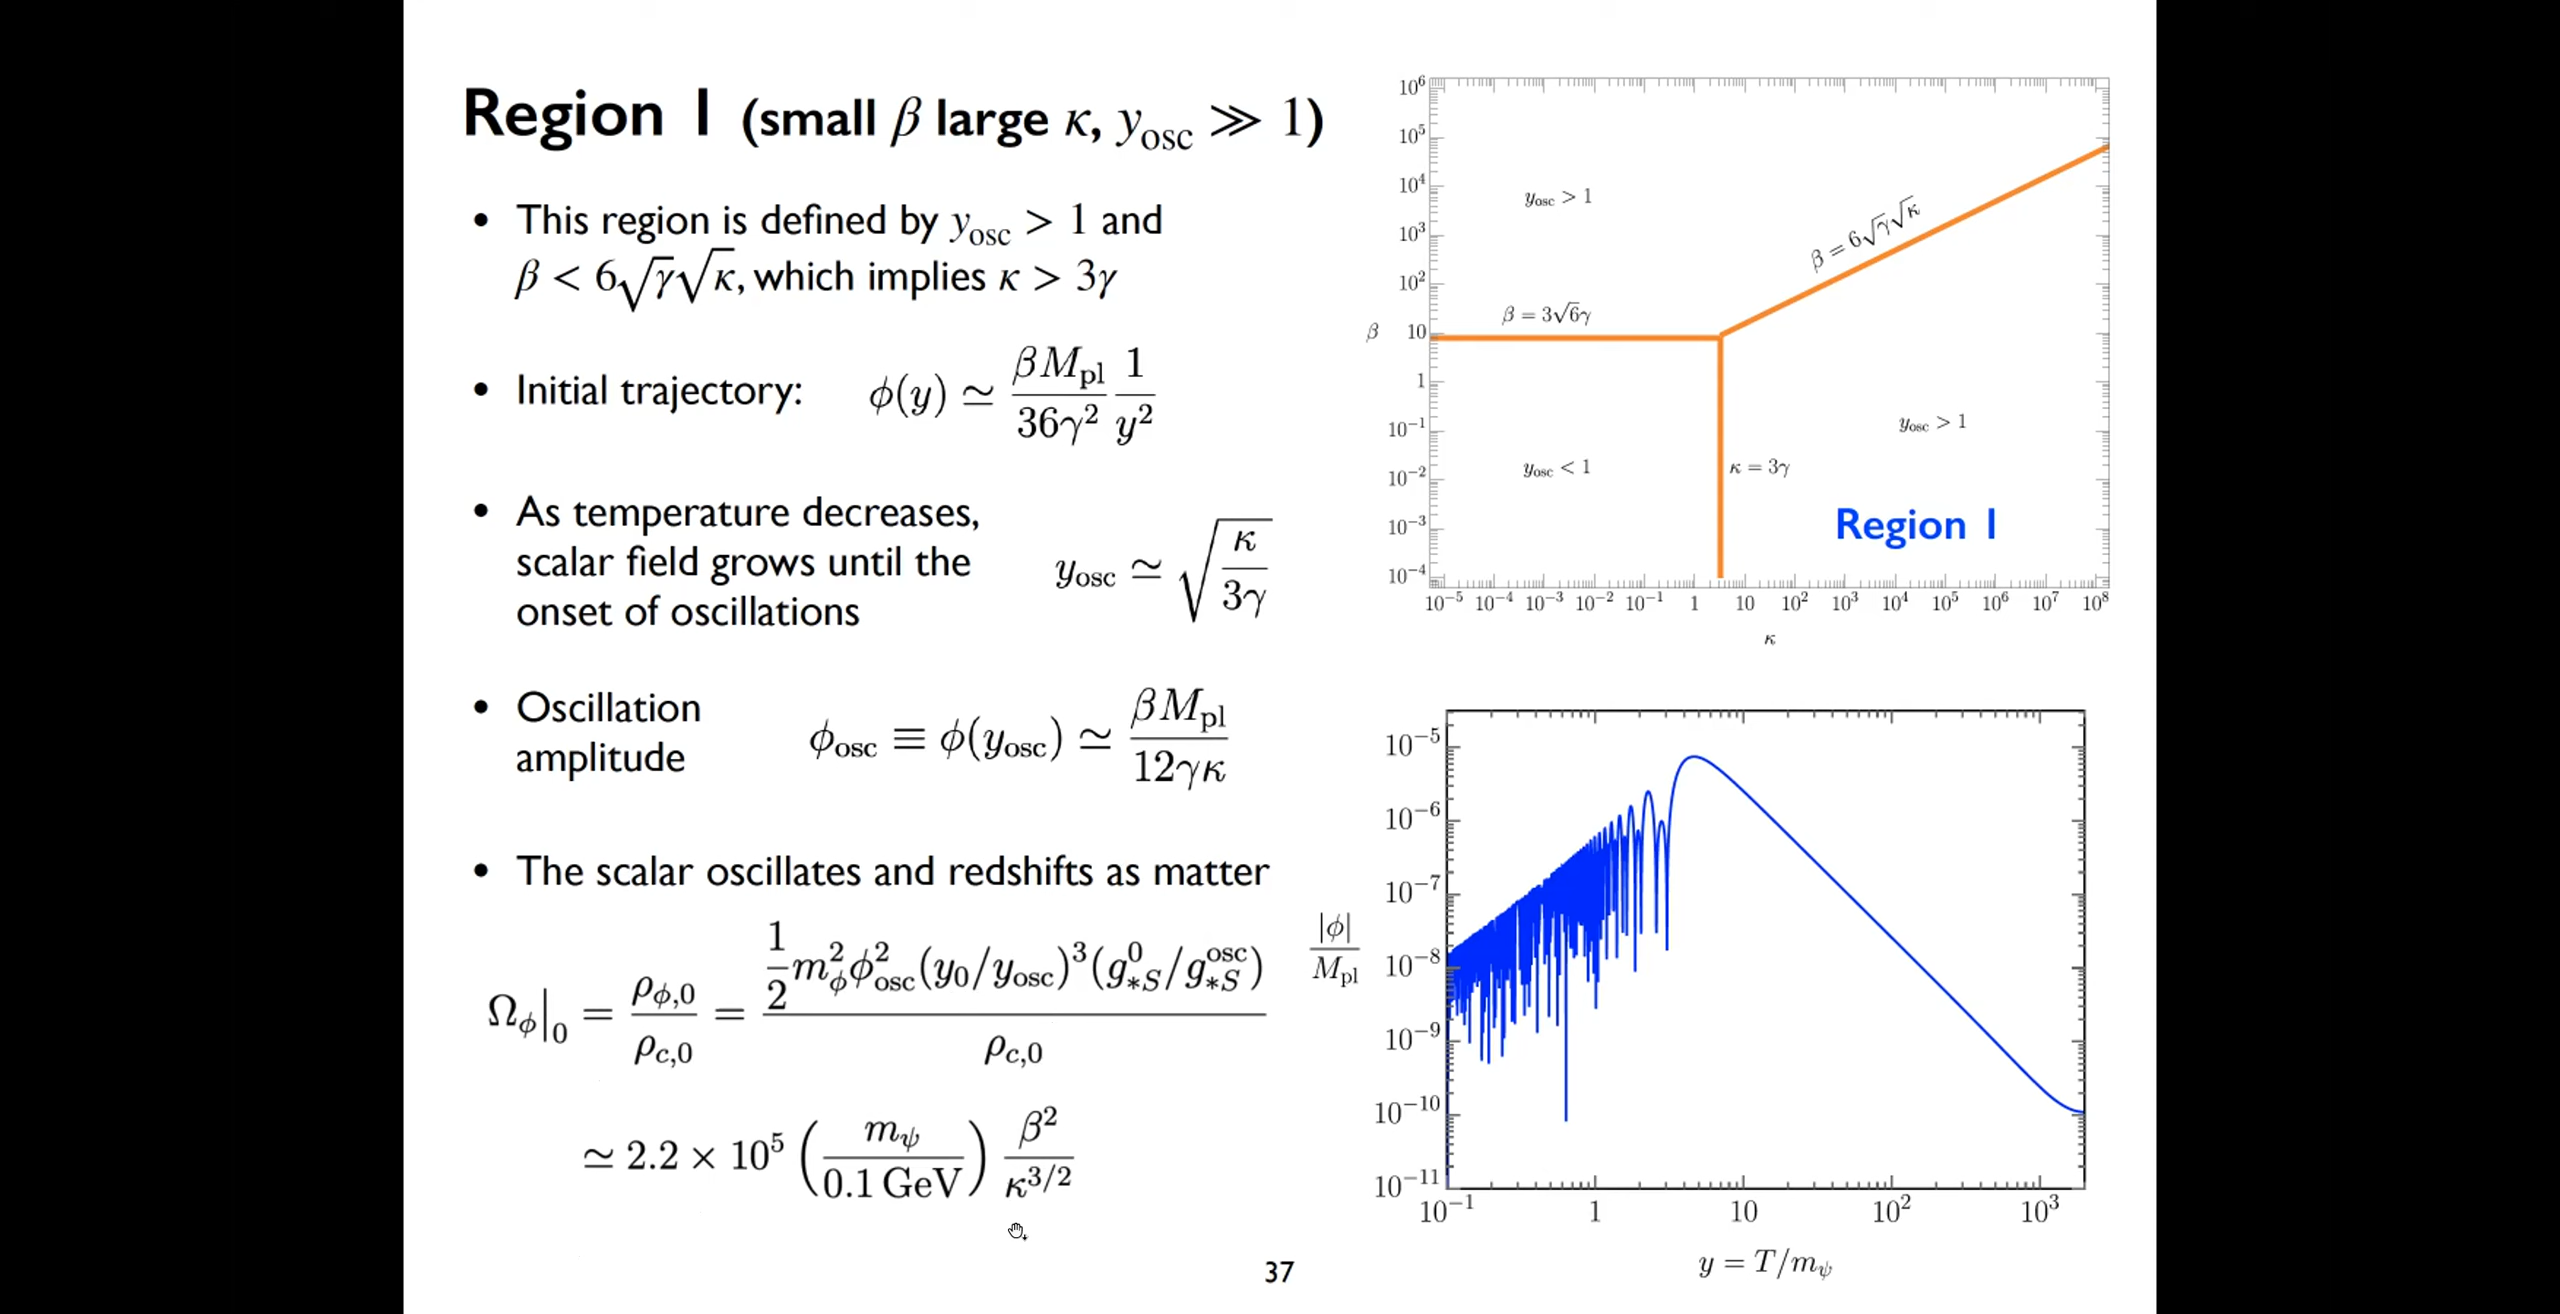 Region 1 (small β large κ, y_osc ≫ 1)
• This region is defined by y_osc > 1 and
β < 6√γ√κ, which implies κ > 3γ
• Initial trajectory: ϕ(y) ≃ βM_pl/36γ² 1/y²
• As temperature decreases,
scalar field grows until the
onset of oscillations
y_osc ≃ √(κ/3γ)
• Oscillation
amplitude
ϕ_osc ≡ ϕ(y_osc) ≃ βM_pl/12γκ
• The scalar oscillates and redshifts as matter
Ω_ϕ|₀ = ρ_ϕ,0/ρ_c,0 = ½m_ϕ²ϕ_osc²(y₀/y_osc)³(g_*S⁰/g_*S^osc)/ρ_c,0
≃ 2.2 × 10⁵ (m_ψ/0.1 GeV) β²/κ^3/2
37
10⁶
10⁵
10⁴
10³
10²
10
1
10⁻¹
10⁻²
10⁻³
10⁻⁴
β
y_osc > 1
β = 6√γ√κ
β = 3√6γ
y_osc > 1
y_osc < 1
κ = 3γ
Region 1
10⁻⁵ 10⁻⁴ 10⁻³ 10⁻² 10⁻¹ 1 10 10² 10³ 10⁴ 10⁵ 10⁶ 10⁷ 10⁸
κ
10⁻⁵
10⁻⁶
10⁻⁷
|ϕ|/M_pl
10⁻⁸
10⁻⁹
10⁻¹⁰
10⁻¹¹
10⁻¹ 1 10 10² 10³
y = T/m_ψ